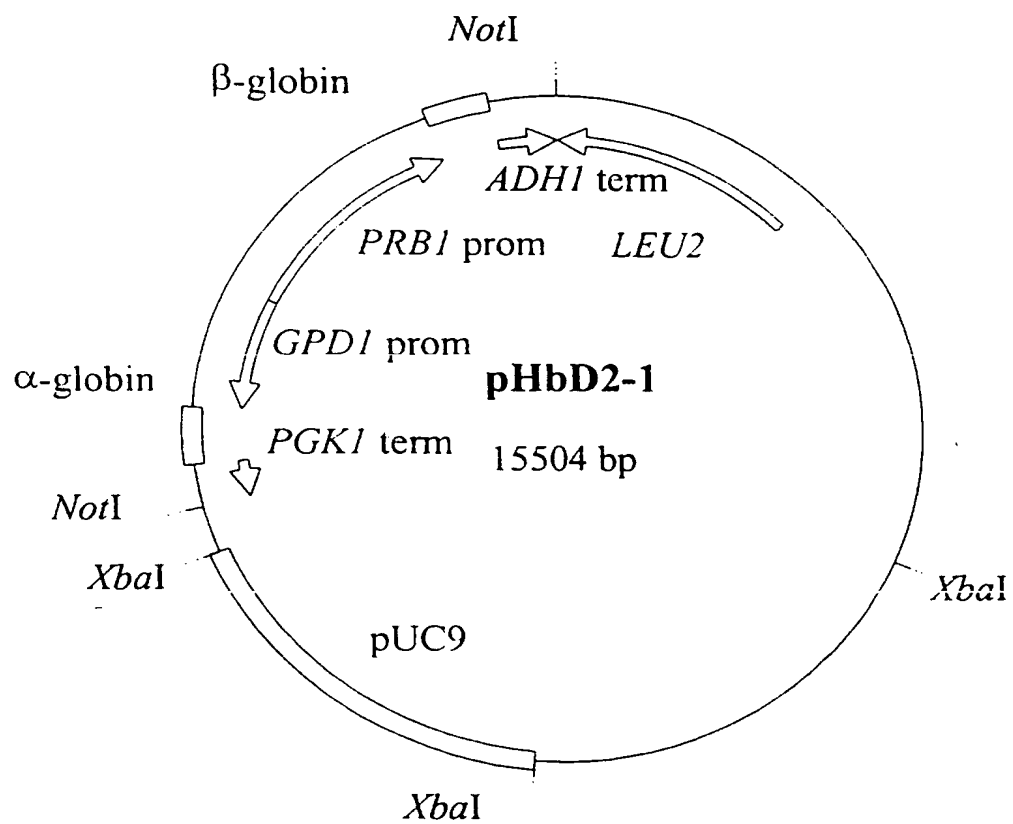 NotI
β-globin
ADH1 term
PRB1 prom
LEU2
GPD1 prom
α-globin
pHbD2-1
PGK1 term
15504 bp
NotI
XbaI
XbaI
pUC9
XbaI